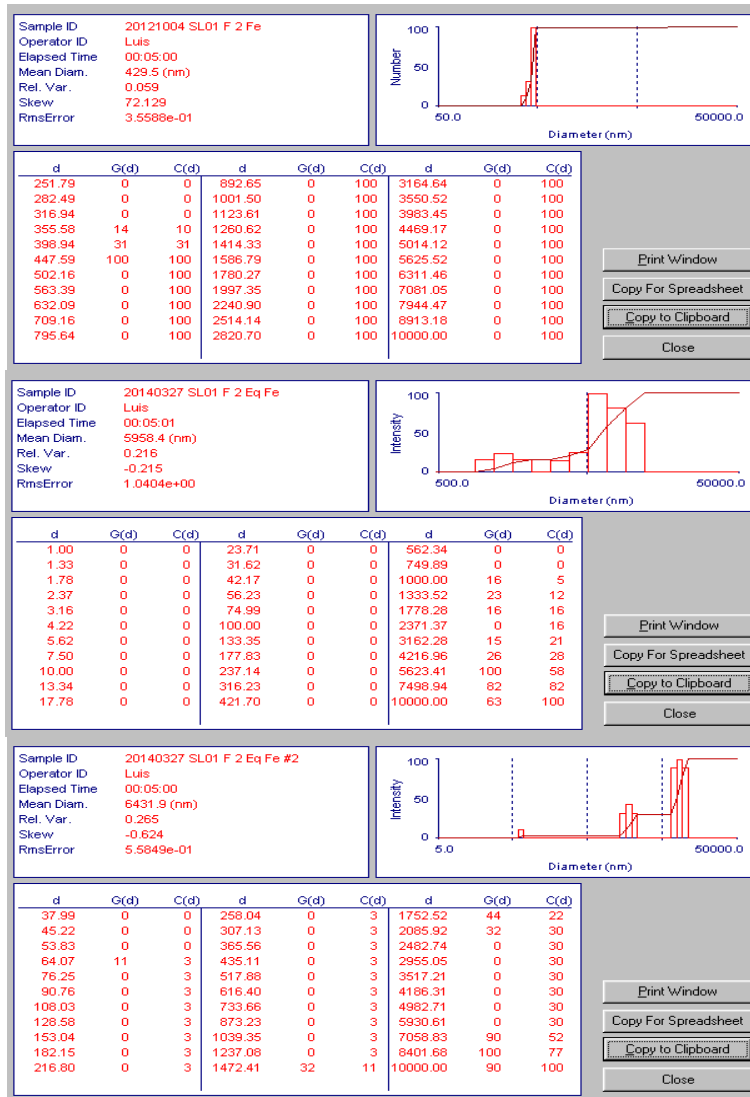 Sample ID 20121004 SL01 F 2 Fe
Operator ID Luis
Elapsed Time 00:05:00
Mean Diam. 429.5 (nm)
Rel. Var. 0.059
Skew 72.129
RmsError 3.5588e-01
Number
100
50
0
50.0 50000.0
Diameter (nm)
d G(d) C(d) d G(d) C(d) d G(d) C(d)
251.79 0 0 892.65 0 100 3164.64 0 100
282.49 0 0 1001.50 0 100 3550.52 0 100
316.94 0 0 1123.61 0 100 3983.45 0 100
355.58 14 10 1260.62 0 100 4469.17 0 100
398.94 31 31 1414.33 0 100 5014.12 0 100
447.59 100 100 1586.79 0 100 5625.52 0 100
502.16 0 100 1780.27 0 100 6311.46 0 100
563.39 0 100 1997.35 0 100 7081.05 0 100
632.09 0 100 2240.90 0 100 7944.47 0 100
709.16 0 100 2514.14 0 100 8913.18 0 100
795.64 0 100 2820.70 0 100 10000.00 0 100
Print Window
Copy For Spreadsheet
Copy to Clipboard
Close
Sample ID 20140327 SL01 F 2 Eq Fe
Operator ID Luis
Elapsed Time 00:05:01
Mean Diam. 5958.4 (nm)
Rel. Var. 0.216
Skew -0.215
RmsError 1.0404e+00
Intensity
100
50
0
500.0 50000.0
Diameter (nm)
d G(d) C(d) d G(d) C(d) d G(d) C(d)
1.00 0 0 23.71 0 0 562.34 0 0
1.33 0 0 31.62 0 0 749.89 0 0
1.78 0 0 42.17 0 0 1000.00 16 5
2.37 0 0 56.23 0 0 1333.52 23 12
3.16 0 0 74.99 0 0 1778.28 16 16
4.22 0 0 100.00 0 0 2371.37 0 16
5.62 0 0 133.35 0 0 3162.28 15 21
7.50 0 0 177.83 0 0 4216.96 26 28
10.00 0 0 237.14 0 0 5623.41 100 58
13.34 0 0 316.23 0 0 7498.94 82 82
17.78 0 0 421.70 0 0 10000.00 63 100
Print Window
Copy For Spreadsheet
Copy to Clipboard
Close
Sample ID 20140327 SL01 F 2 Eq Fe #2
Operator ID Luis
Elapsed Time 00:05:00
Mean Diam. 6431.9 (nm)
Rel. Var. 0.265
Skew -0.624
RmsError 5.5849e-01
Intensity
100
50
0
5.0 50000.0
Diameter (nm)
d G(d) C(d) d G(d) C(d) d G(d) C(d)
37.99 0 0 258.04 0 3 1752.52 44 22
45.22 0 0 307.13 0 3 2085.92 32 30
53.83 0 0 365.56 0 3 2482.74 0 30
64.07 11 3 435.11 0 3 2955.05 0 30
76.25 0 3 517.88 0 3 3517.21 0 30
90.76 0 3 616.40 0 3 4186.31 0 30
108.03 0 3 733.66 0 3 4982.71 0 30
128.58 0 3 873.23 0 3 5930.61 0 30
153.04 0 3 1039.35 0 3 7058.83 90 52
182.15 0 3 1237.08 0 3 8401.68 100 77
216.80 0 3 1472.41 32 11 10000.00 90 100
Print Window
Copy For Spreadsheet
Copy to Clipboard
Close